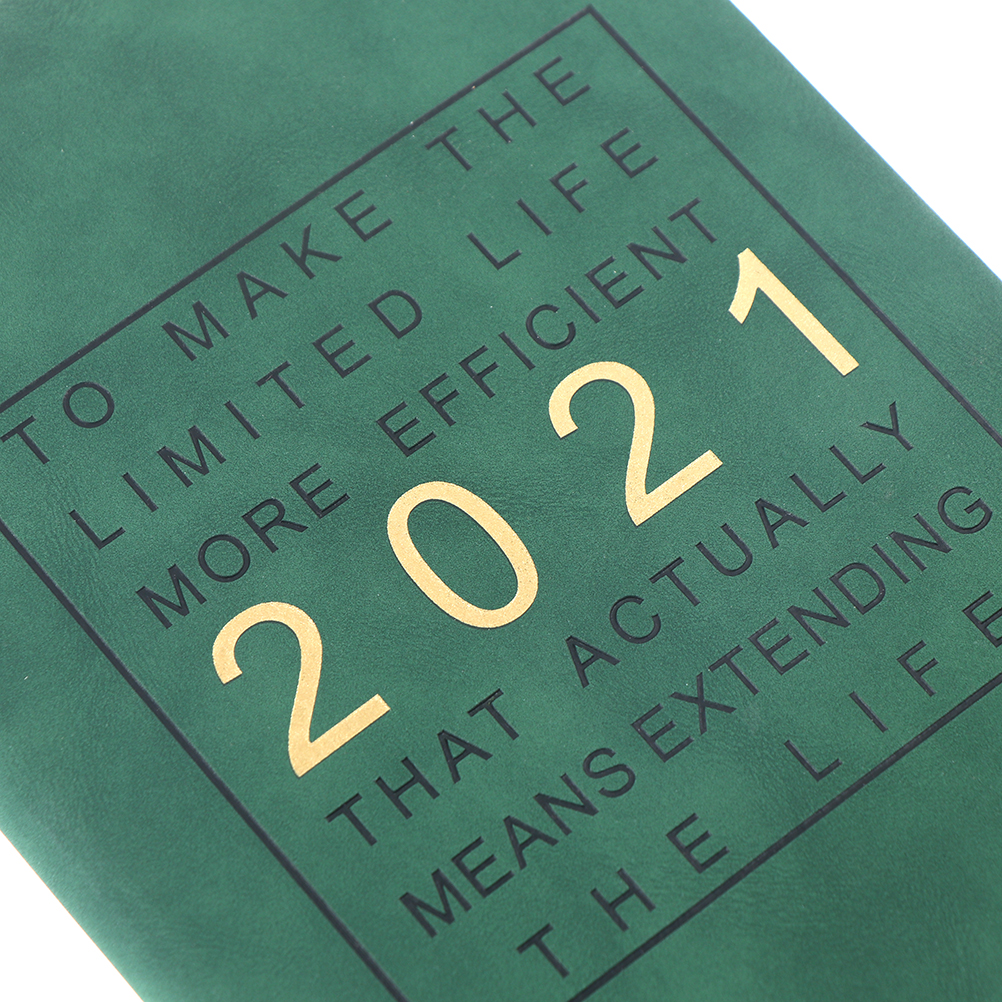 TO MAKE THE
LIMITED LIFE
MORE EFFICIENT
2021
THAT ACTUALLY
MEANS EXTENDING
THE LIFE